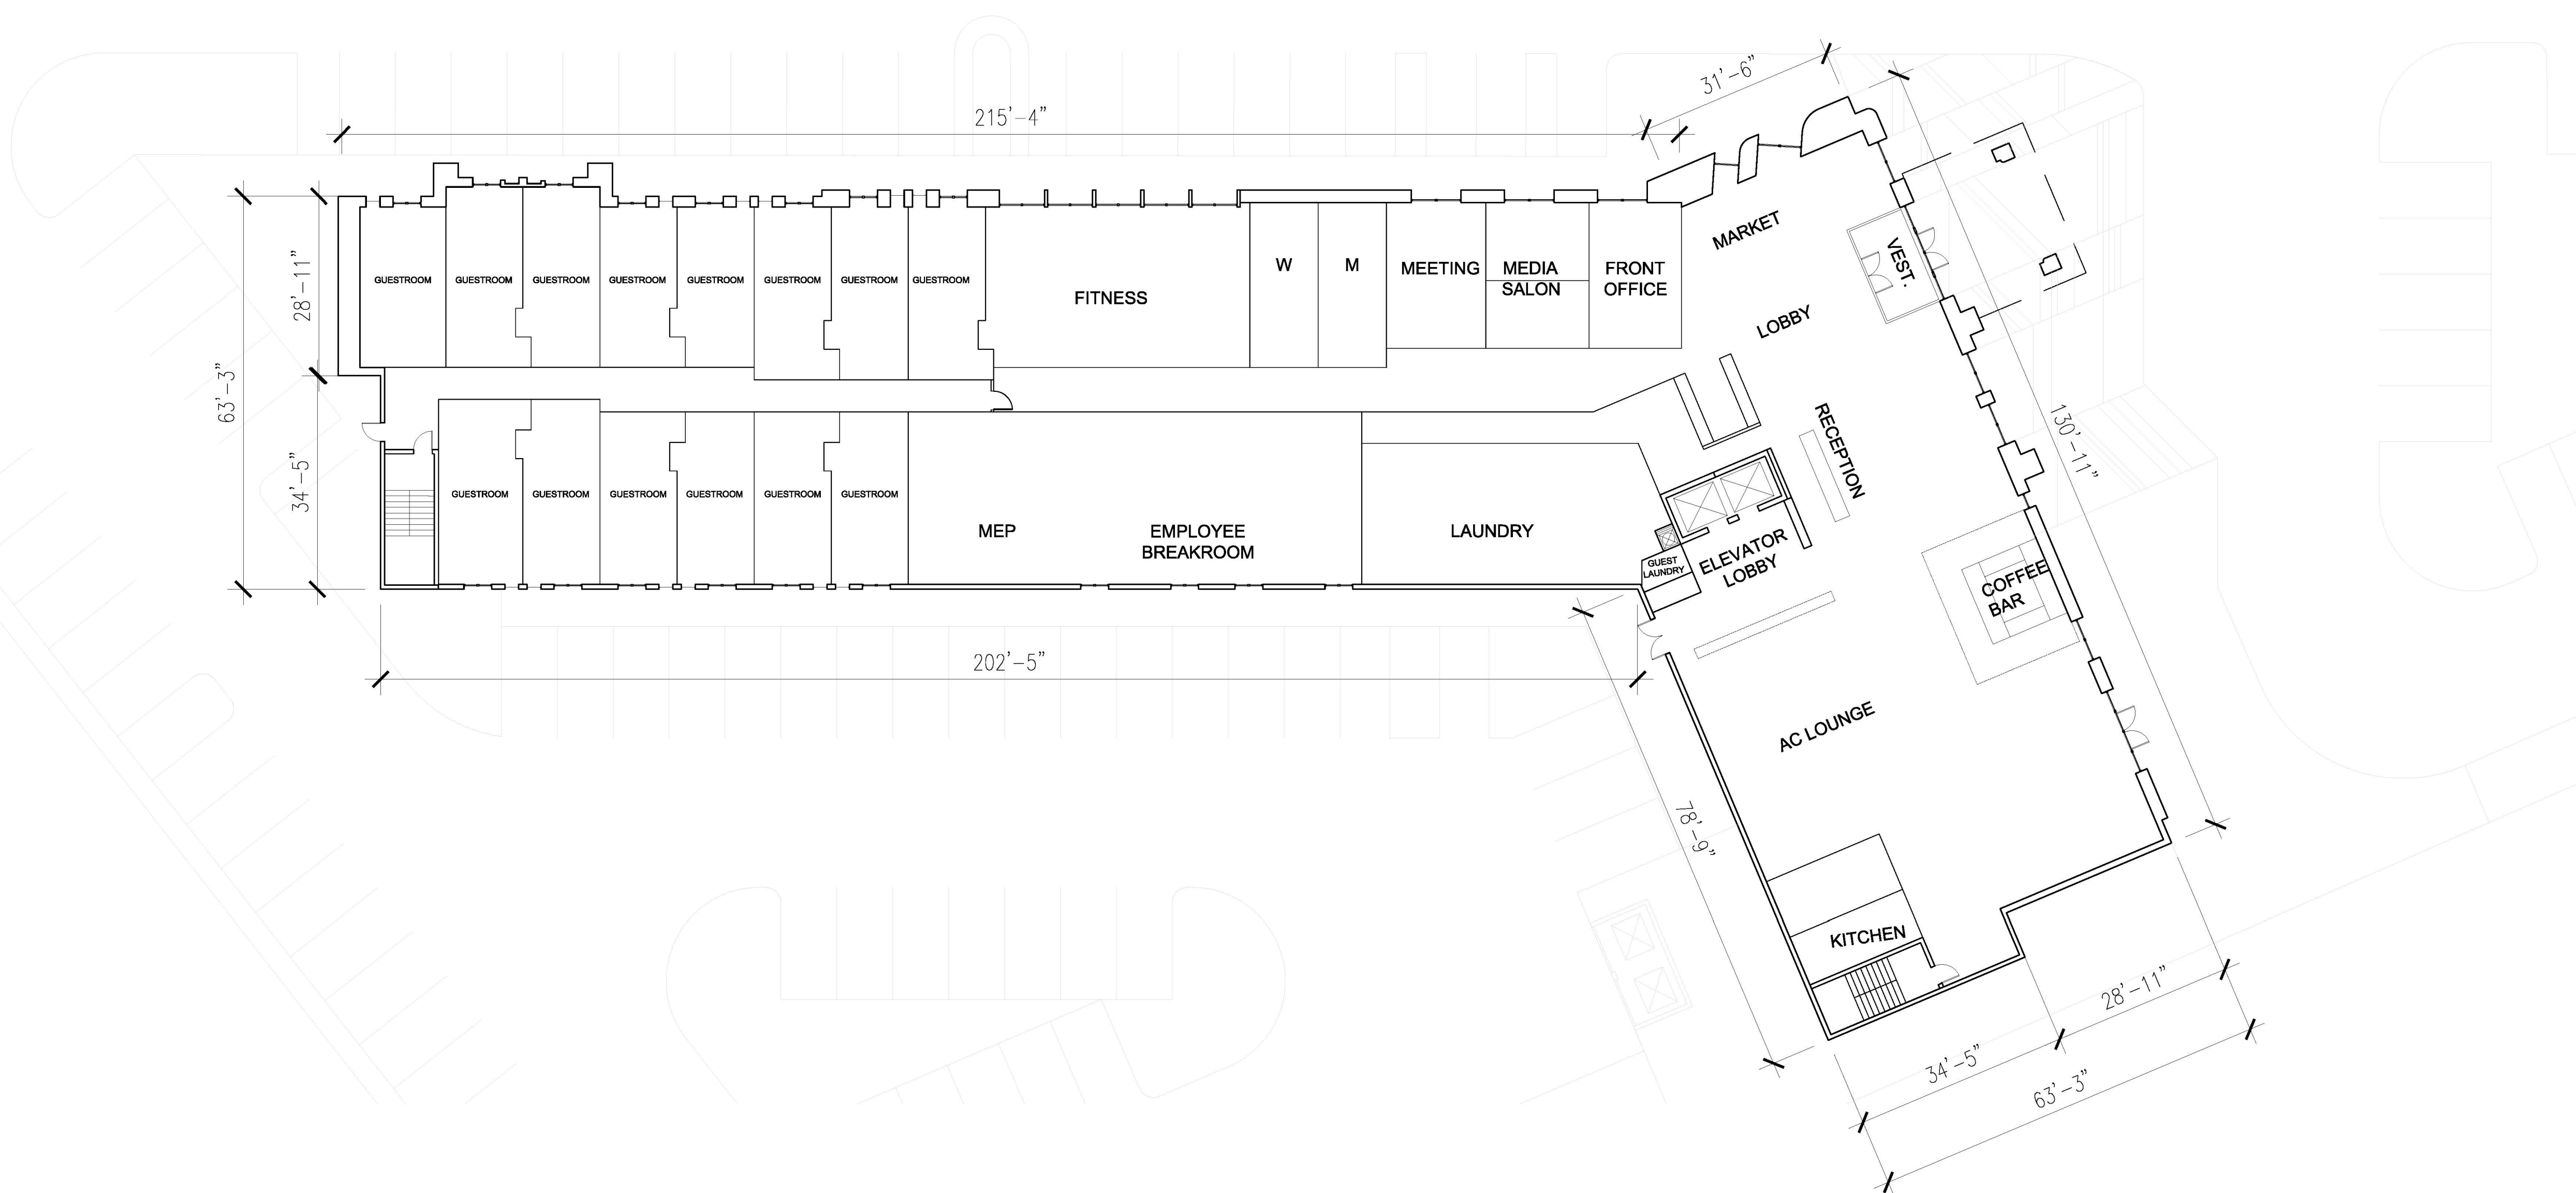 31'-6"
215'-4"
28'-11"
63'-3"
34'-5"
GUESTROOM
GUESTROOM
GUESTROOM
GUESTROOM
GUESTROOM
GUESTROOM
GUESTROOM
GUESTROOM
FITNESS
W
M
MEETING
MEDIA
SALON
FRONT
OFFICE
MARKET
VEST.
LOBBY
RECEPTION
130'-11"
GUESTROOM
GUESTROOM
GUESTROOM
GUESTROOM
GUESTROOM
GUESTROOM
MEP
EMPLOYEE
BREAKROOM
LAUNDRY
GUEST
LAUNDRY
ELEVATOR
LOBBY
COFFEE
BAR
202'-5"
AC LOUNGE
78'-9"
KITCHEN
28'-11"
34'-5"
63'-3"